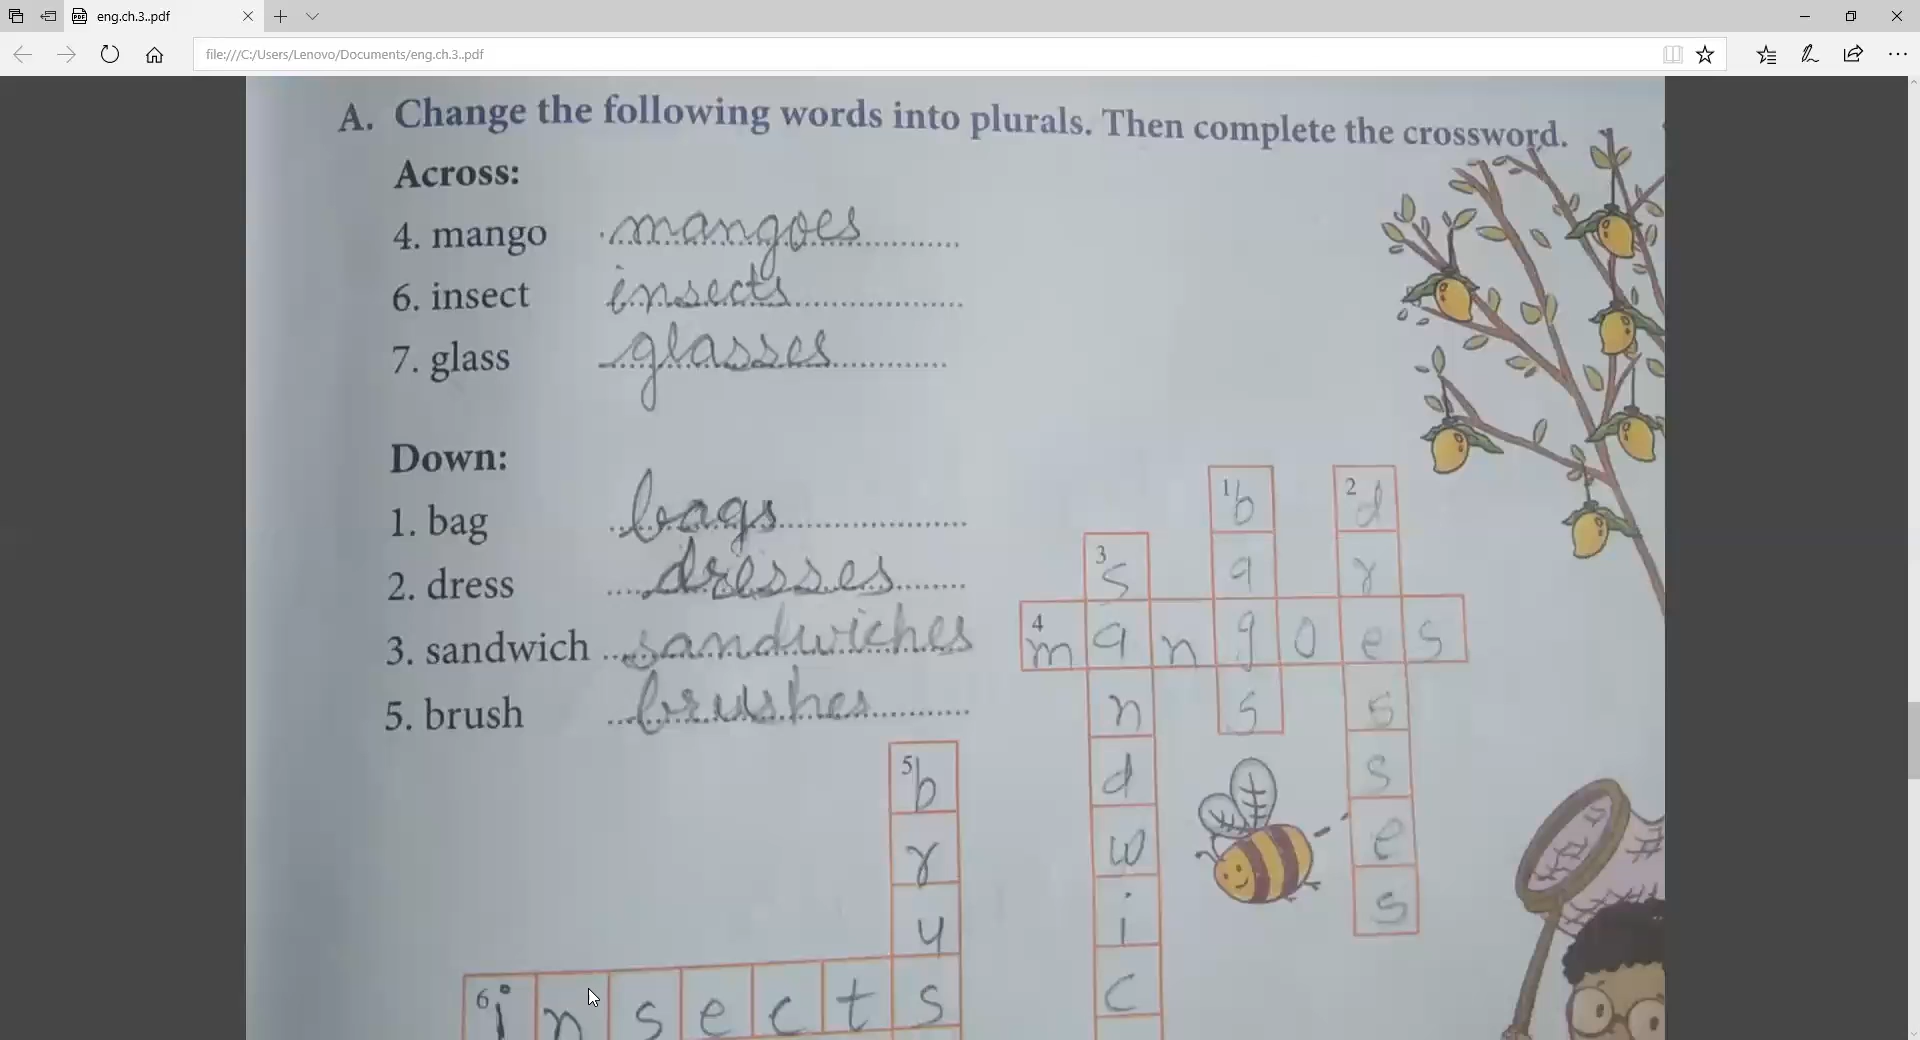 eng.ch.3..pdf
file:///C:/Users/Lenovo/Documents/eng.ch.3..pdf
A. Change the following words into plurals. Then complete the crossword.
Across:
4. mango mangoes
6. insect insects
7. glass glasses
Down:
1. bag bags
2. dress dresses
3. sandwich sandwiches
5. brush brushes
1 b 2 d
3 s a r
4 m a n g o e s
n s s
5 b d s
r w e
u i s
6 i n s e c t s c